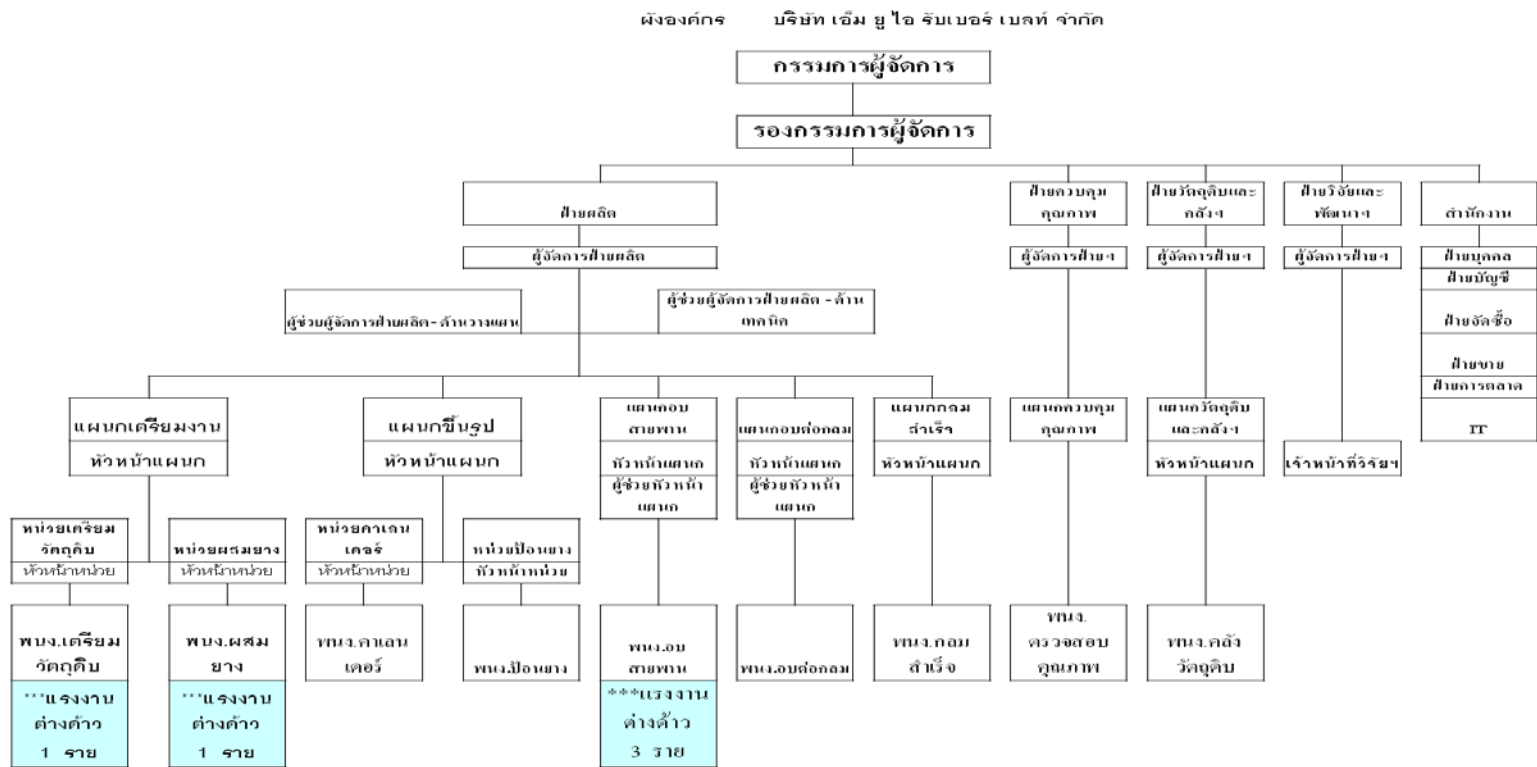 ผังองค์กร บริษัท เอ็ม ยู ไอ รับเบอร์ เบลท์ จำกัด
กรรมการผู้จัดการ
รองกรรมการผู้จัดการ
ฝ่ายผลิต
ฝ่ายควบคุม
คุณภาพ
ฝ่ายวัตถุดิบและ
คลังฯ
ฝ่ายวิจัยและ
พัฒนาฯ
สำนักงาน
ผู้จัดการฝ่ายผลิต
ผู้จัดการฝ่ายฯ
ผู้จัดการฝ่ายฯ
ผู้จัดการฝ่ายฯ
ฝ่ายบุคคล
ฝ่ายบัญชี
ฝ่ายจัดซื้อ
ฝ่ายขาย
ฝ่ายการตลาด
IT
ผู้ช่วยผู้จัดการฝ่ายผลิต-ด้านวางแผน
ผู้ช่วยผู้จัดการฝ่ายผลิต - ด้าน
เทคนิค
แผนกเตรียมงาน
หัวหน้าแผนก
แผนกขึ้นรูป
หัวหน้าแผนก
แผนกอบ
สายพาน
หัวหน้าแผนก
ผู้ช่วยหัวหน้า
แผนก
แผนกอบต่อกลม
หัวหน้าแผนก
ผู้ช่วยหัวหน้า
แผนก
แผนกกลม
สำเร็จ
หัวหน้าแผนก
แผนกควบคุม
คุณภาพ
แผนกวัตถุดิบ
และคลังฯ
หัวหน้าแผนก
เจ้าหน้าที่วิจัยฯ
หน่วยเตรียม
วัตถุดิบ
หัวหน้าหน่วย
หน่วยผสมยาง
หัวหน้าหน่วย
หน่วยคาเลน
เดอร์
หัวหน้าหน่วย
หน่วยป้อนยาง
หัวหน้าหน่วย
พนง.เตรียม
วัตถุดิบ
***แรงงาน
ต่างด้าว
1 ราย
พนง.ผสม
ยาง
***แรงงาน
ต่างด้าว
1 ราย
พนง.คาเลน
เดอร์
พนง.ป้อนยาง
พนง.อบ
สายพาน
***แรงงาน
ต่างด้าว
3 ราย
พนง.อบต่อกลม
พนง.กลม
สำเร็จ
พนง.
ตรวจสอบ
คุณภาพ
พนง.คลัง
วัตถุดิบ